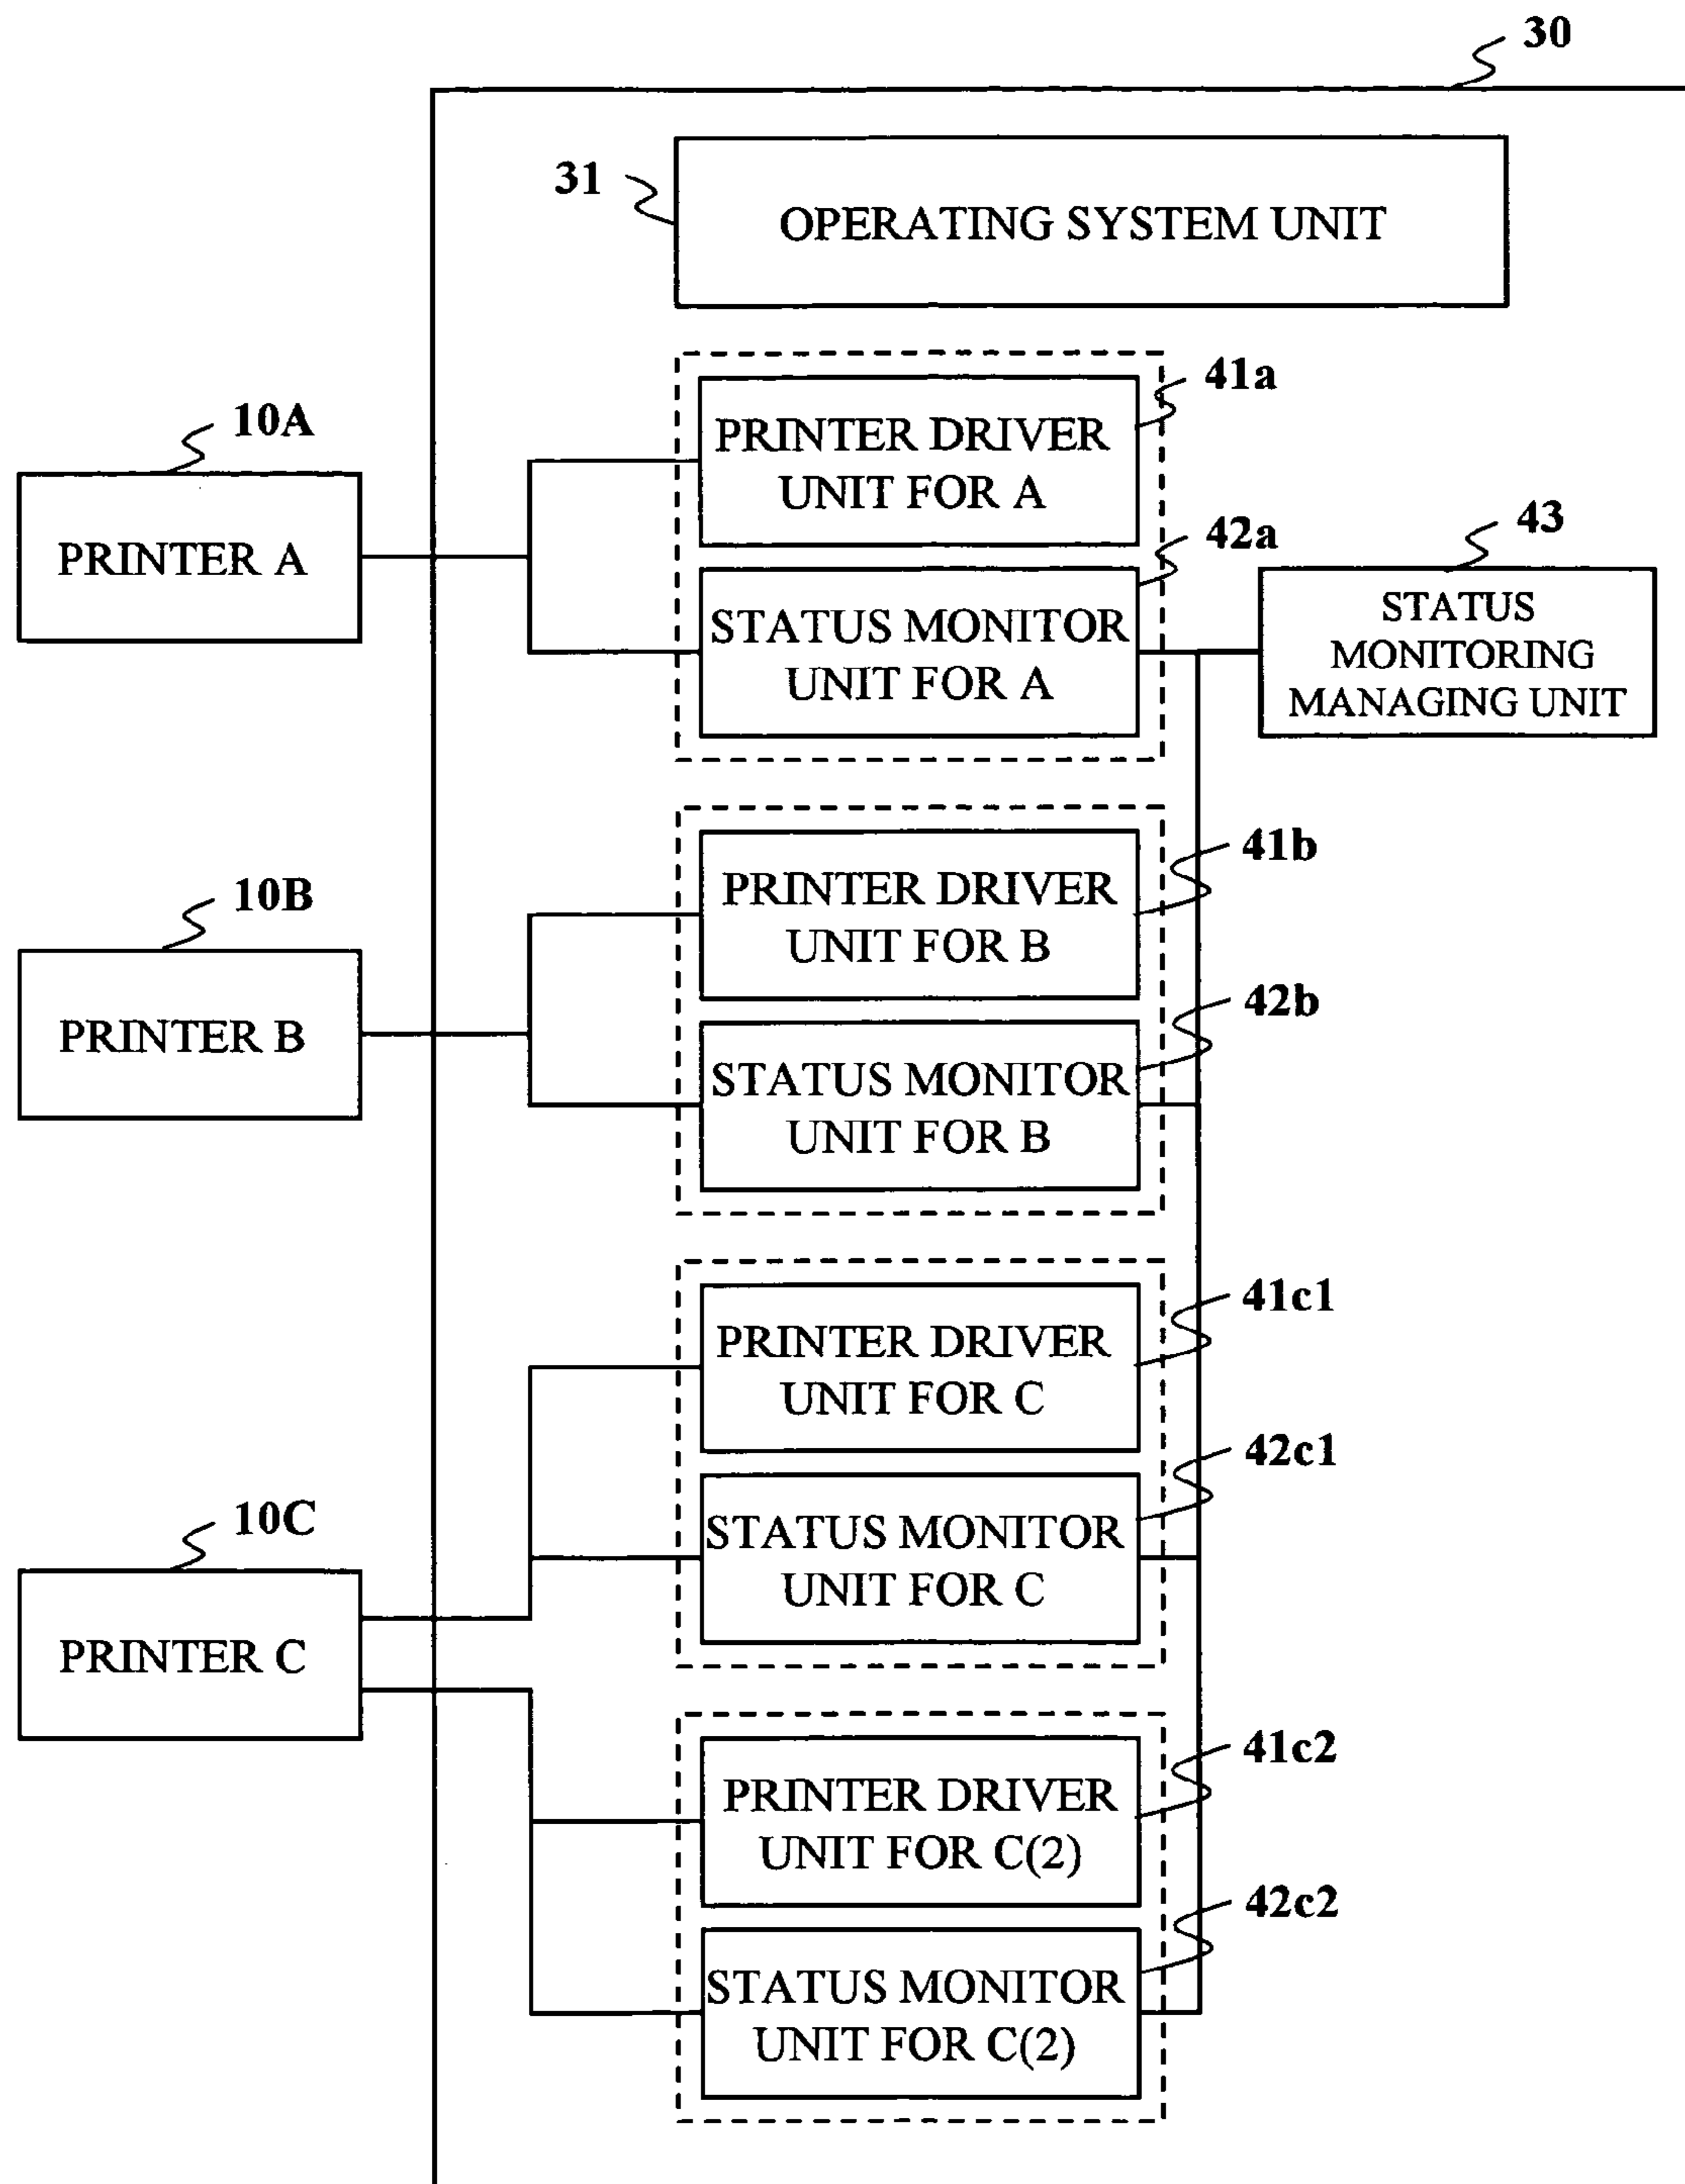 30
31
OPERATING SYSTEM UNIT
41a
PRINTER DRIVER
UNIT FOR A
10A
PRINTER A
42a
STATUS MONITOR
UNIT FOR A
43
STATUS
MONITORING
MANAGING UNIT
41b
PRINTER DRIVER
UNIT FOR B
10B
PRINTER B
42b
STATUS MONITOR
UNIT FOR B
41c1
PRINTER DRIVER
UNIT FOR C
42c1
STATUS MONITOR
UNIT FOR C
10C
PRINTER C
41c2
PRINTER DRIVER
UNIT FOR C(2)
42c2
STATUS MONITOR
UNIT FOR C(2)